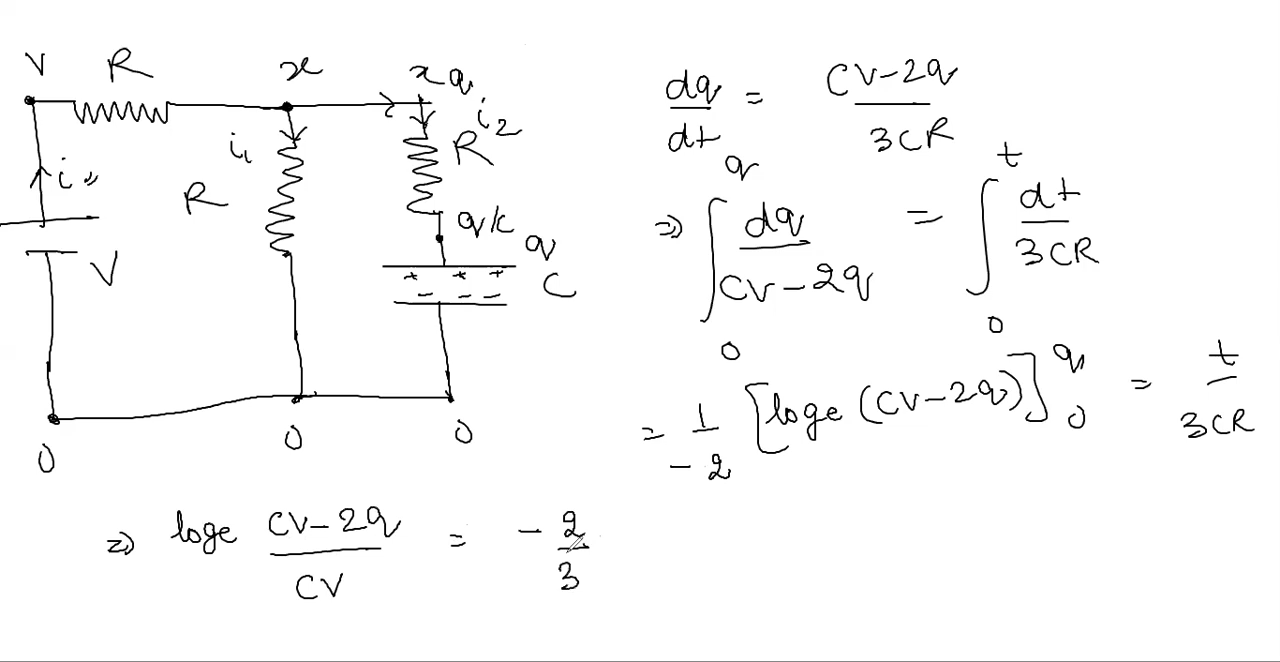 V R x x q
i₁ i₂
R R
i
V q/c q
C
+ + +
- - -
0 0 0
dq/dt = CV-2q/3CR
⇒ ∫₀^q dq/CV-2q = ∫₀^t dt/3CR
= 1/-2 [loge (CV-2q)]₀^q = t/3CR
⇒ loge CV-2q/CV = - 2/3